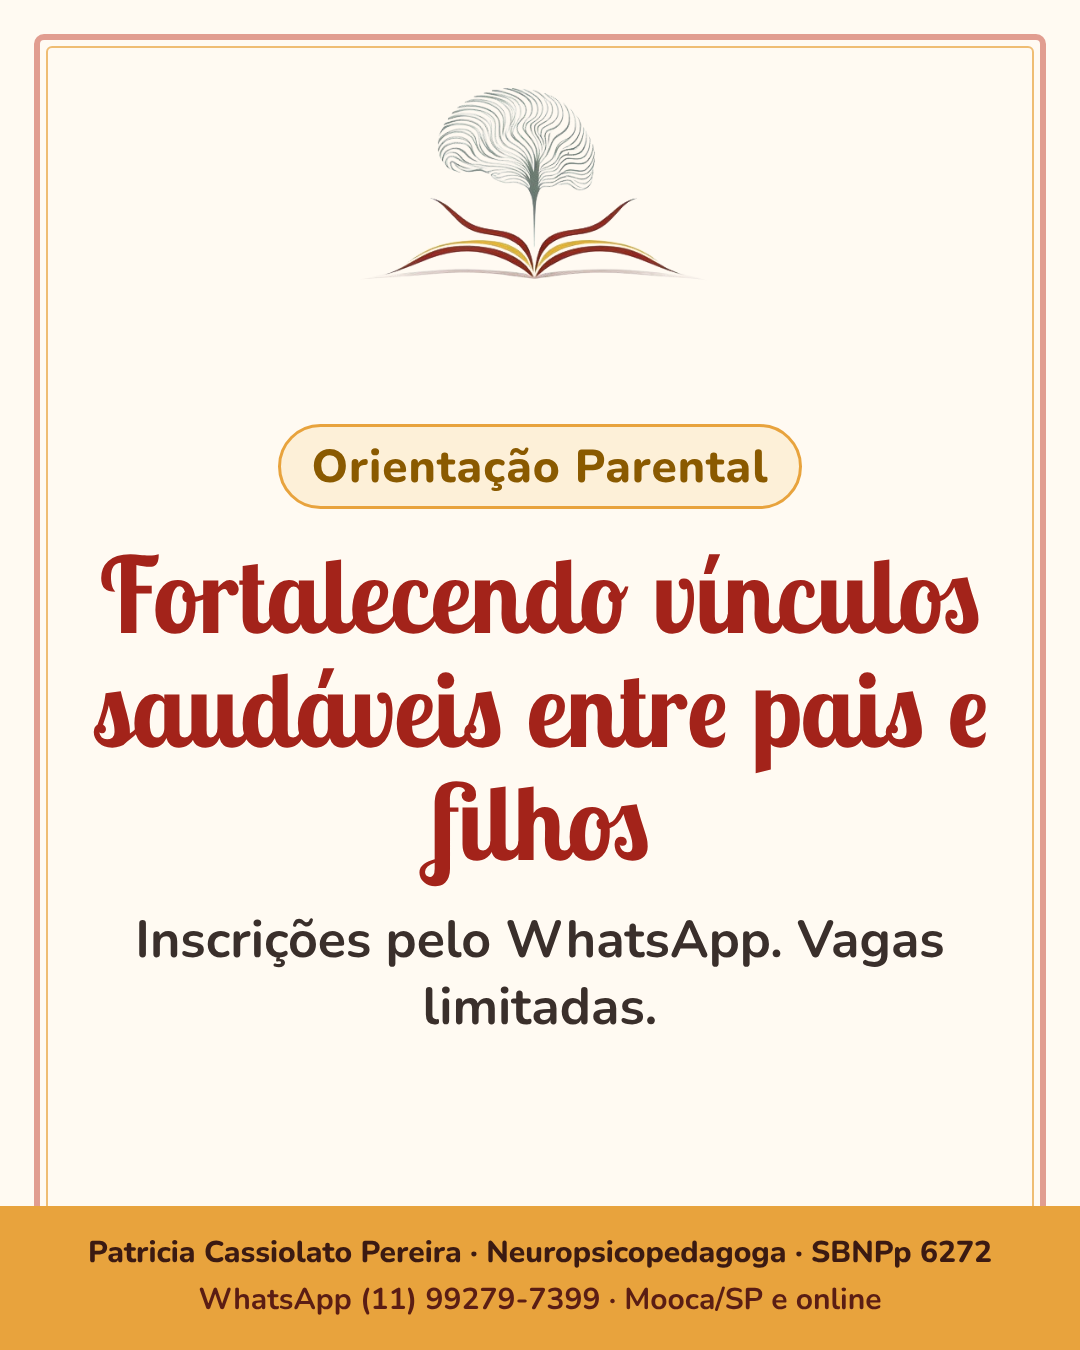 Orientação Parental
Fortalecendo vínculos
saudáveis entre pais e
filhos
Inscrições pelo WhatsApp. Vagas
limitadas.
Patricia Cassiolato Pereira · Neuropsicopedagoga · SBNPp 6272
WhatsApp (11) 99279-7399 · Mooca/SP e online